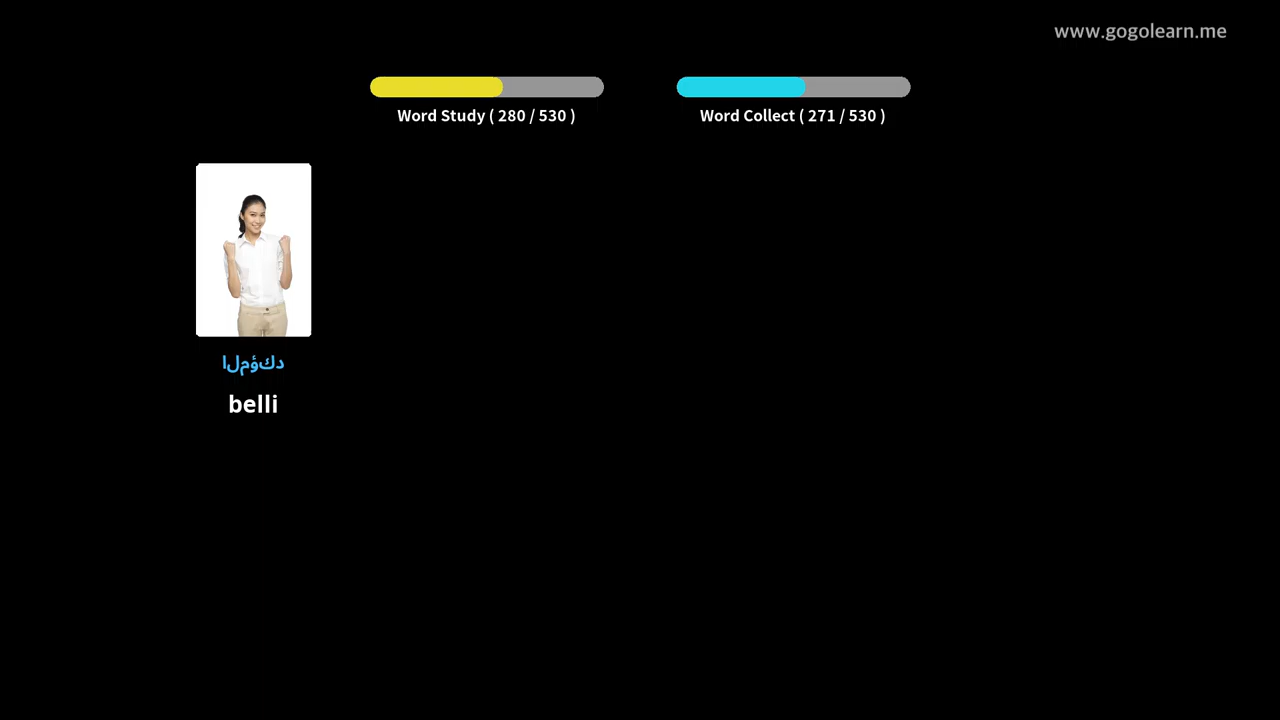 www.gogolearn.me
Word Study ( 280 / 530 )
Word Collect ( 271 / 530 )
المؤكد
belli